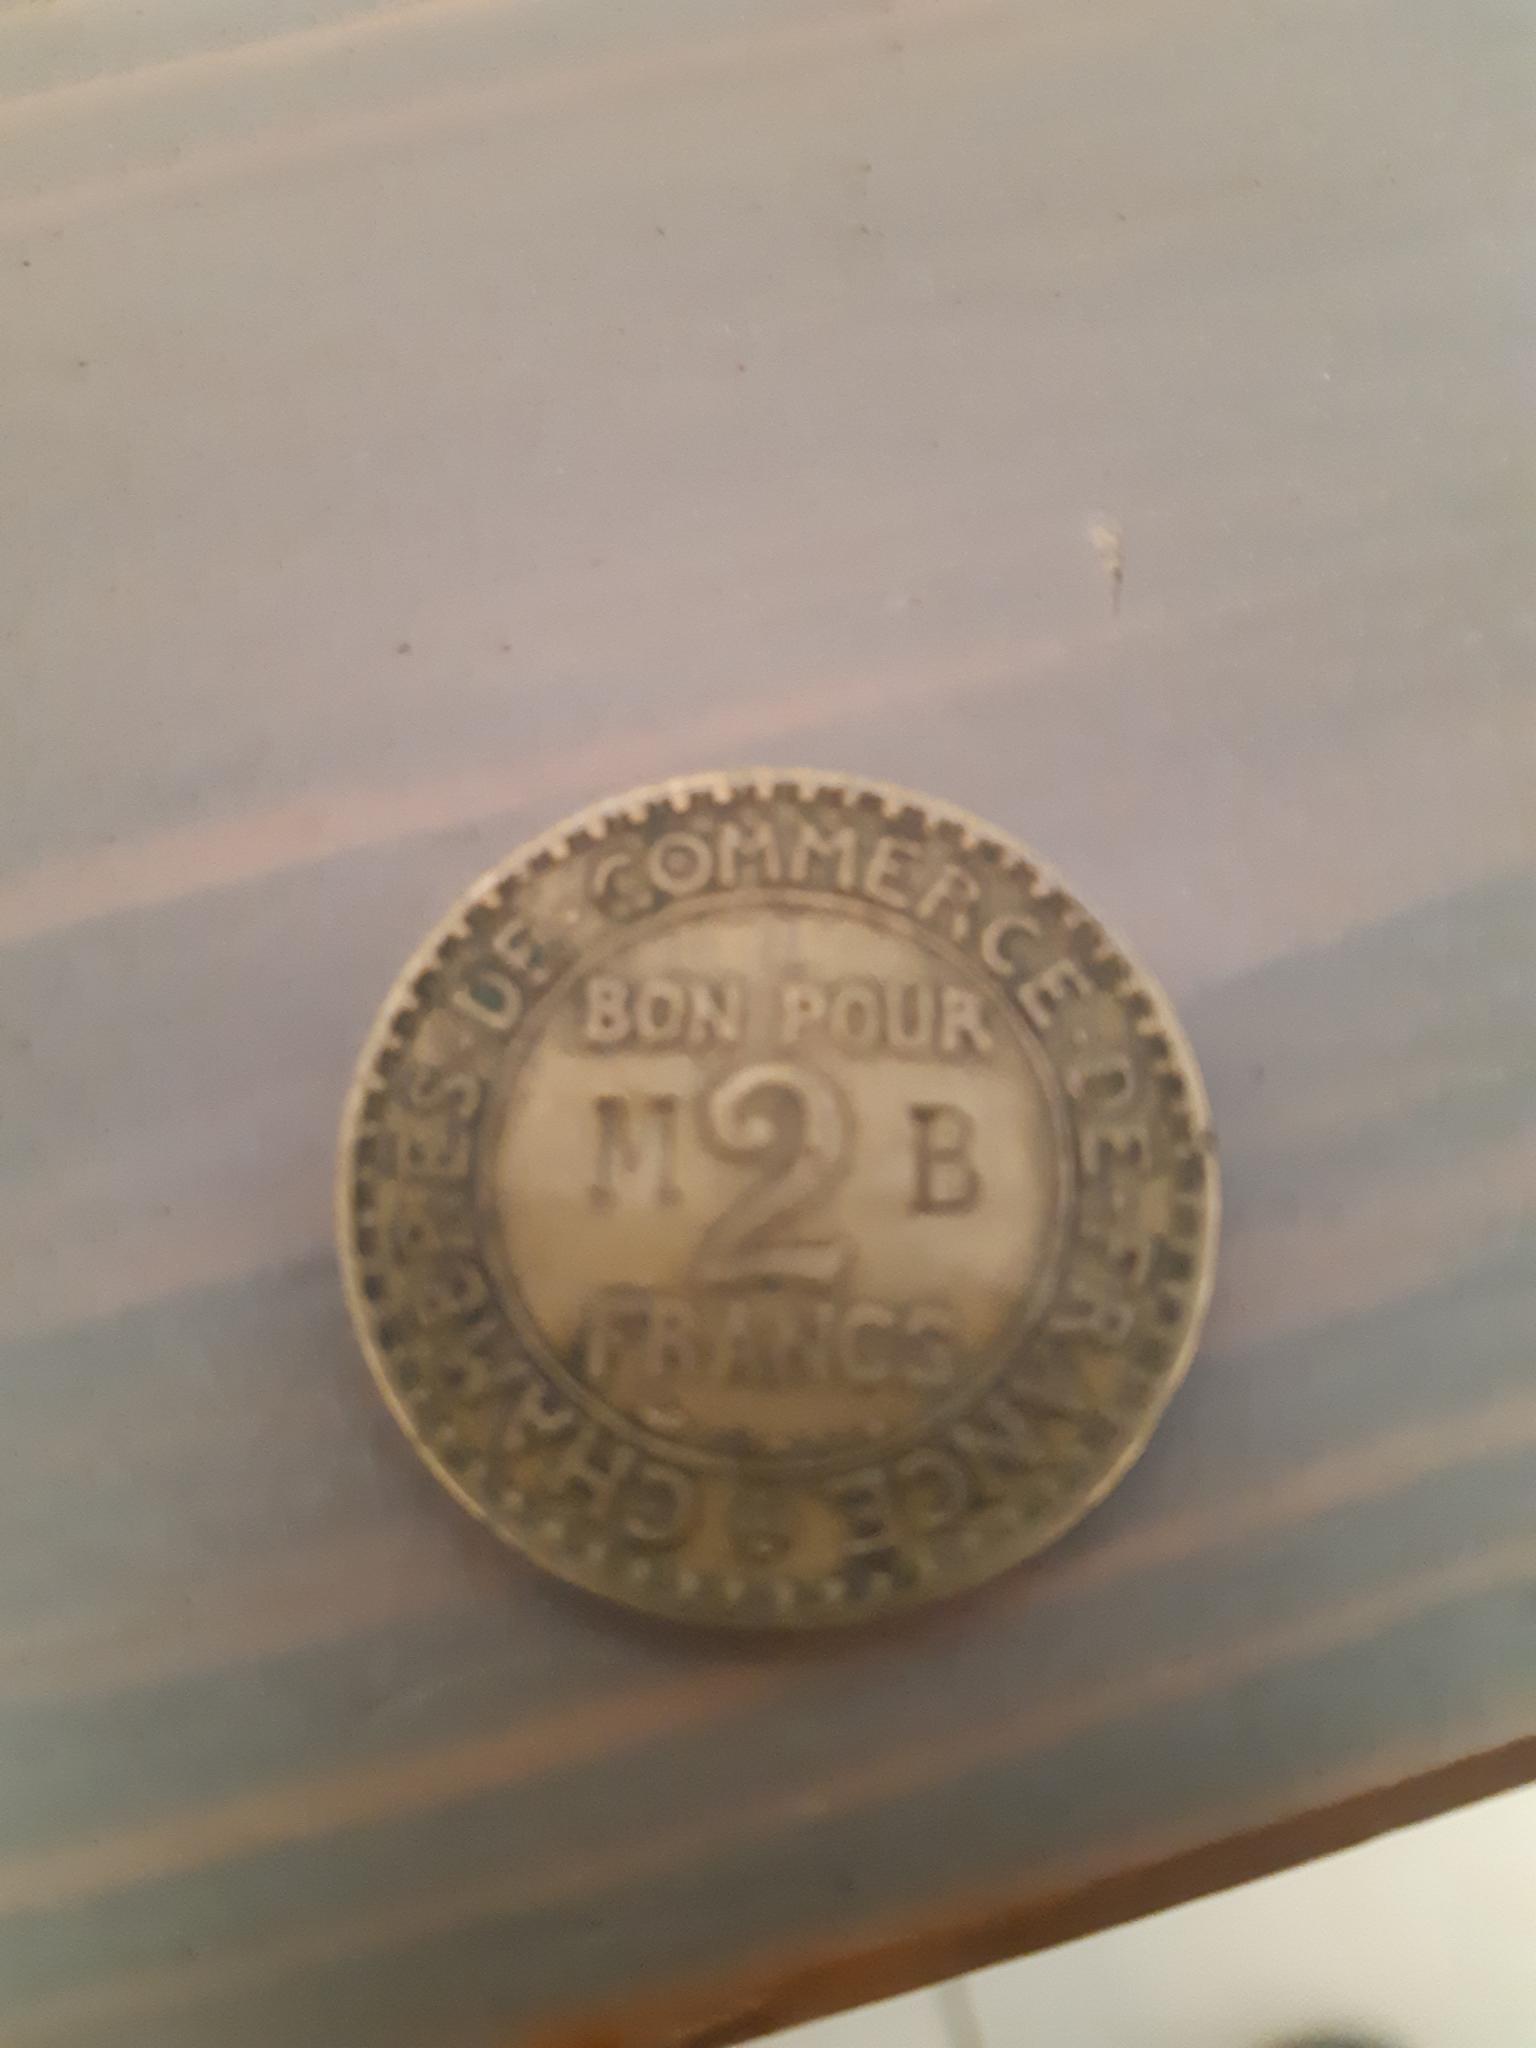 CHAMBRES DE COMMERCE DE FRANCE
BON POUR
M 2 B
FRANCS